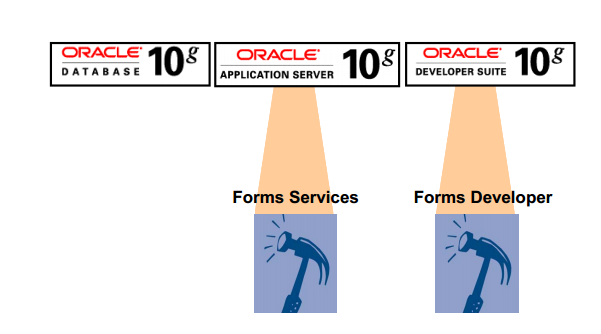 ORACLE®
DATABASE
10g
ORACLE®
APPLICATION SERVER
10g
ORACLE®
DEVELOPER SUITE
10g
Forms Services
Forms Developer